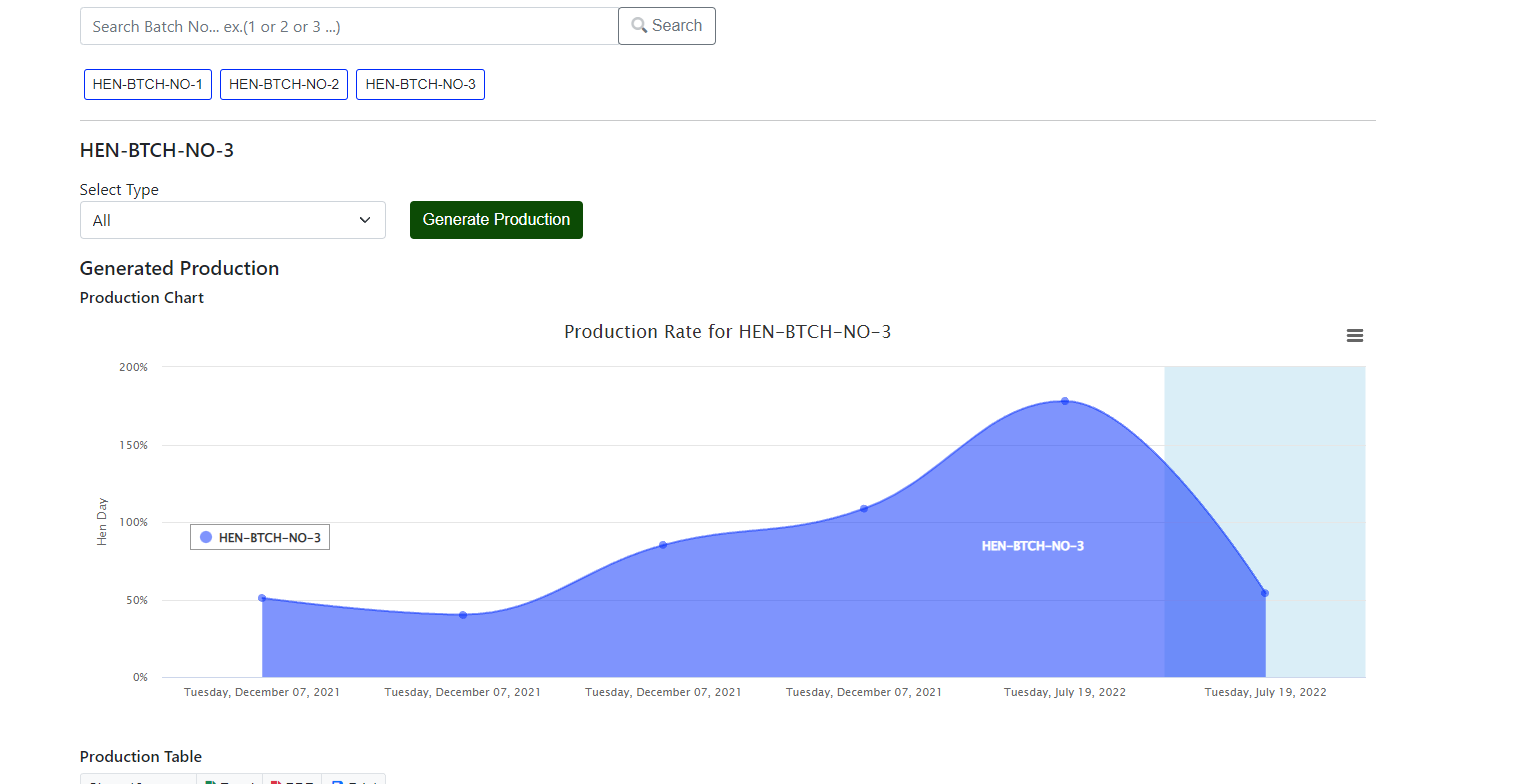 Search Batch No... ex.(1 or 2 or 3 ...)
Search
HEN-BTCH-NO-1 HEN-BTCH-NO-2 HEN-BTCH-NO-3
HEN-BTCH-NO-3
Select Type
All
Generate Production
Generated Production
Production Chart
Production Rate for HEN-BTCH-NO-3
200%
150%
100%
50%
0%
Hen Day
HEN-BTCH-NO-3
HEN-BTCH-NO-3
Tuesday, December 07, 2021
Tuesday, December 07, 2021
Tuesday, December 07, 2021
Tuesday, December 07, 2021
Tuesday, July 19, 2022
Tuesday, July 19, 2022
Production Table